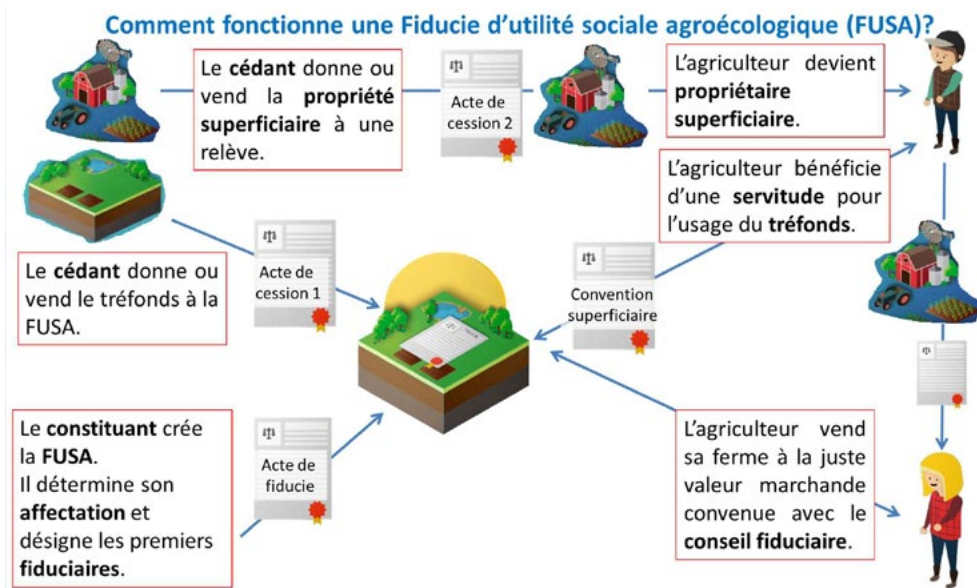 Comment fonctionne une Fiducie d’utilité sociale agroécologique (FUSA)?
Le cédant donne ou
vend la propriété
superficiaire à une
relève.
Acte de
cession 2
L’agriculteur devient
propriétaire
superficiaire.
L’agriculteur bénéficie
d’une servitude pour
l’usage du tréfonds.
Le cédant donne ou
vend le tréfonds à la
FUSA.
Acte de
cession 1
Convention
superficiaire
Le constituant crée
la FUSA.
Il détermine son
affectation et
désigne les premiers
fiduciaires.
Acte de
fiducie
L’agriculteur vend
sa ferme à la juste
valeur marchande
convenue avec le
conseil fiduciaire.